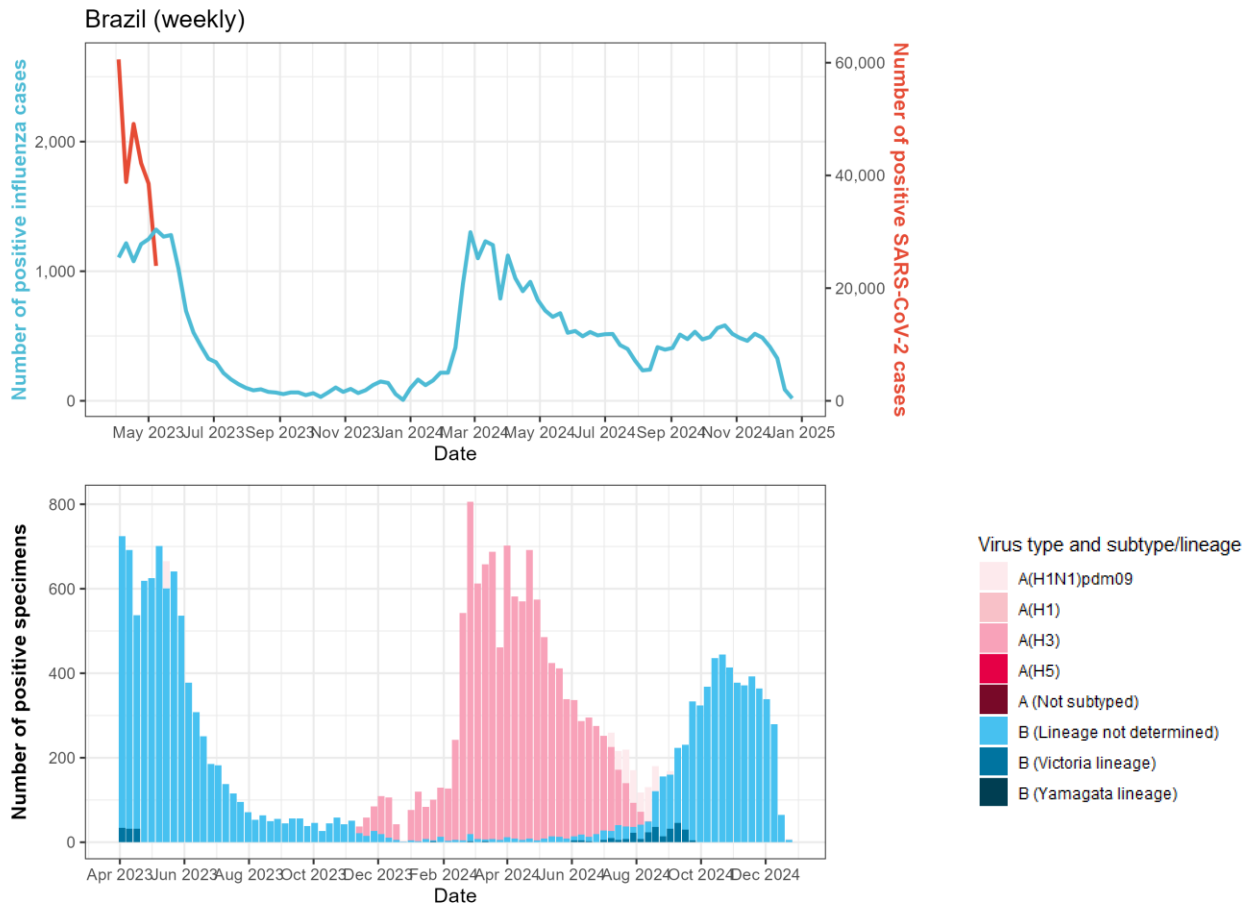 Brazil (weekly)
Number of positive influenza cases
2,000
1,000
0
Number of positive SARS-CoV-2 cases
60,000
40,000
20,000
0
May 2023 Jul 2023 Sep 2023 Nov 2023 Jan 2024 Mar 2024 May 2024 Jul 2024 Sep 2024 Nov 2024 Jan 2025
Date
Number of positive specimens
800
600
400
200
0
Apr 2023 Jun 2023 Aug 2023 Oct 2023 Dec 2023 Feb 2024 Apr 2024 Jun 2024 Aug 2024 Oct 2024 Dec 2024
Date
Virus type and subtype/lineage
A(H1N1)pdm09
A(H1)
A(H3)
A(H5)
A (Not subtyped)
B (Lineage not determined)
B (Victoria lineage)
B (Yamagata lineage)